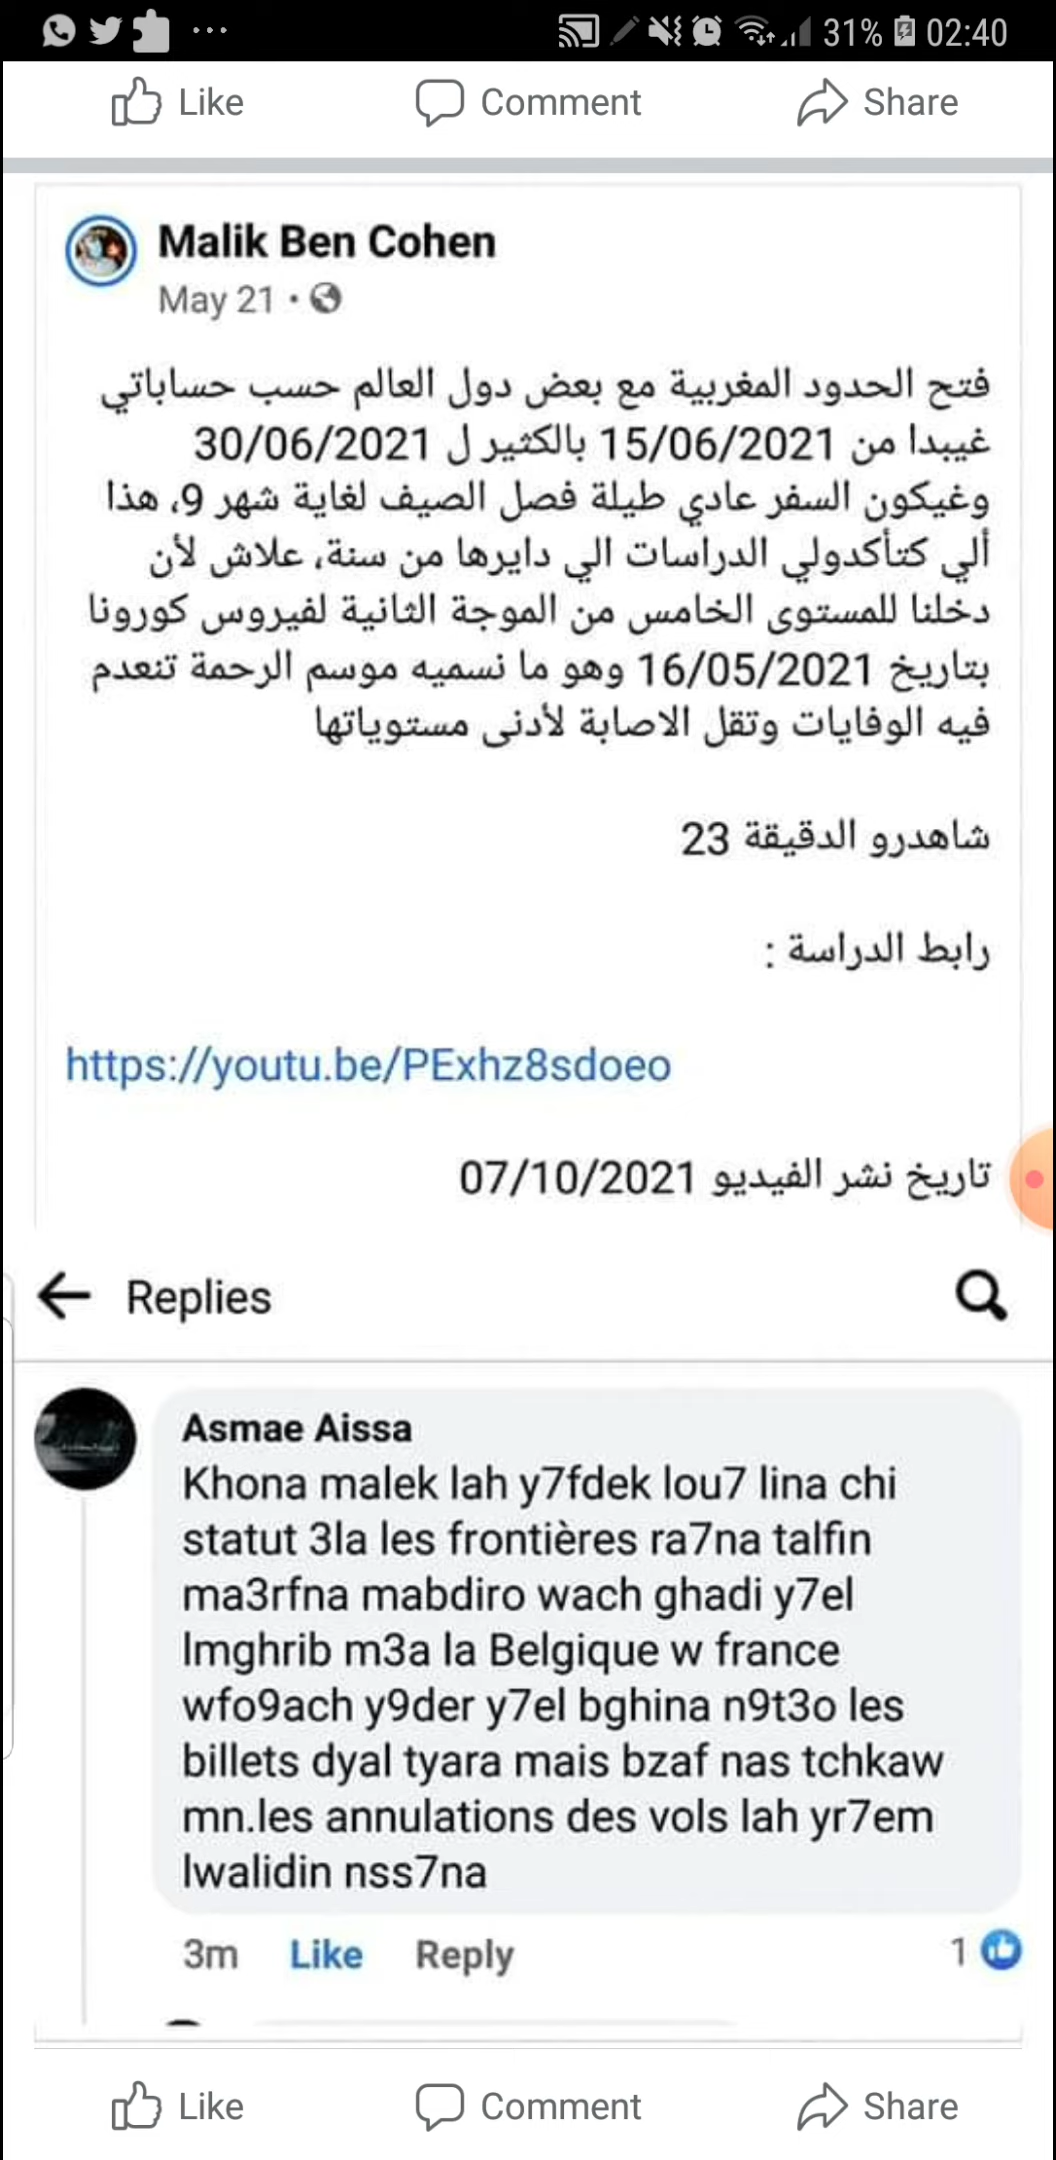 31% 02:40
Like Comment Share
Malik Ben Cohen
May 21
فتح الحدود المغربية مع بعض دول العالم حسب حساباتي
غيبدا من 15/06/2021 بالكثير ل 30/06/2021
وغيكون السفر عادي طيلة فصل الصيف لغاية شهر 9، هذا
ألي كتأكدولي الدراسات الي دايرها من سنة، علاش لأن
دخلنا للمستوى الخامس من الموجة الثانية لفيروس كورونا
بتاريخ 16/05/2021 وهو ما نسميه موسم الرحمة تنعدم
فيه الوفايات وتقل الاصابة لأدنى مستوياتها
شاهدرو الدقيقة 23
رابط الدراسة :
https://youtu.be/PExhz8sdoeo
تاريخ نشر الفيديو 07/10/2021
Replies
Asmae Aissa
Khona malek lah y7fdek lou7 lina chi
statut 3la les frontières ra7na talfin
ma3rfna mabdiro wach ghadi y7el
lmghrib m3a la Belgique w france
wfo9ach y9der y7el bghina n9t3o les
billets dyal tyara mais bzaf nas tchkaw
mn.les annulations des vols lah yr7em
lwalidin nss7na
3m Like Reply 1
Like Comment Share